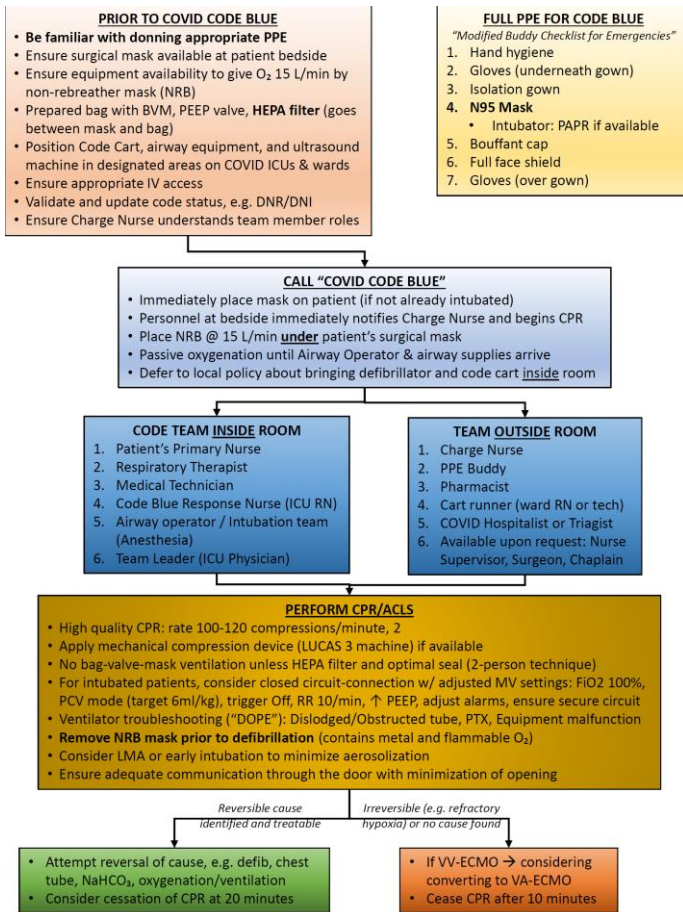 PRIOR TO COVID CODE BLUE
• Be familiar with donning appropriate PPE
• Ensure surgical mask available at patient bedside
• Ensure equipment availability to give O₂ 15 L/min by
non-rebreather mask (NRB)
• Prepared bag with BVM, PEEP valve, HEPA filter (goes
between mask and bag)
• Position Code Cart, airway equipment, and ultrasound
machine in designated areas on COVID ICUs & wards
• Ensure appropriate IV access
• Validate and update code status, e.g. DNR/DNI
• Ensure Charge Nurse understands team member roles
FULL PPE FOR CODE BLUE
“Modified Buddy Checklist for Emergencies”
1. Hand hygiene
2. Gloves (underneath gown)
3. Isolation gown
4. N95 Mask
• Intubator: PAPR if available
5. Bouffant cap
6. Full face shield
7. Gloves (over gown)
CALL “COVID CODE BLUE”
• Immediately place mask on patient (if not already intubated)
• Personnel at bedside immediately notifies Charge Nurse and begins CPR
• Place NRB @ 15 L/min under patient’s surgical mask
• Passive oxygenation until Airway Operator & airway supplies arrive
• Defer to local policy about bringing defibrillator and code cart inside room
CODE TEAM INSIDE ROOM
1. Patient’s Primary Nurse
2. Respiratory Therapist
3. Medical Technician
4. Code Blue Response Nurse (ICU RN)
5. Airway operator / Intubation team
(Anesthesia)
6. Team Leader (ICU Physician)
TEAM OUTSIDE ROOM
1. Charge Nurse
2. PPE Buddy
3. Pharmacist
4. Cart runner (ward RN or tech)
5. COVID Hospitalist or Triagist
6. Available upon request: Nurse
Supervisor, Surgeon, Chaplain
PERFORM CPR/ACLS
• High quality CPR: rate 100-120 compressions/minute, 2
• Apply mechanical compression device (LUCAS 3 machine) if available
• No bag-valve-mask ventilation unless HEPA filter and optimal seal (2-person technique)
• For intubated patients, consider closed circuit-connection w/ adjusted MV settings: FiO2 100%,
PCV mode (target 6ml/kg), trigger Off, RR 10/min, ↑ PEEP, adjust alarms, ensure secure circuit
• Ventilator troubleshooting (“DOPE”): Dislodged/Obstructed tube, PTX, Equipment malfunction
• Remove NRB mask prior to defibrillation (contains metal and flammable O₂)
• Consider LMA or early intubation to minimize aerosolization
• Ensure adequate communication through the door with minimization of opening
Reversible cause
identified and treatable
Irreversible (e.g. refractory
hypoxia) or no cause found
• Attempt reversal of cause, e.g. defib, chest
tube, NaHCO₃, oxygenation/ventilation
• Consider cessation of CPR at 20 minutes
• If VV-ECMO → considering
converting to VA-ECMO
• Cease CPR after 10 minutes